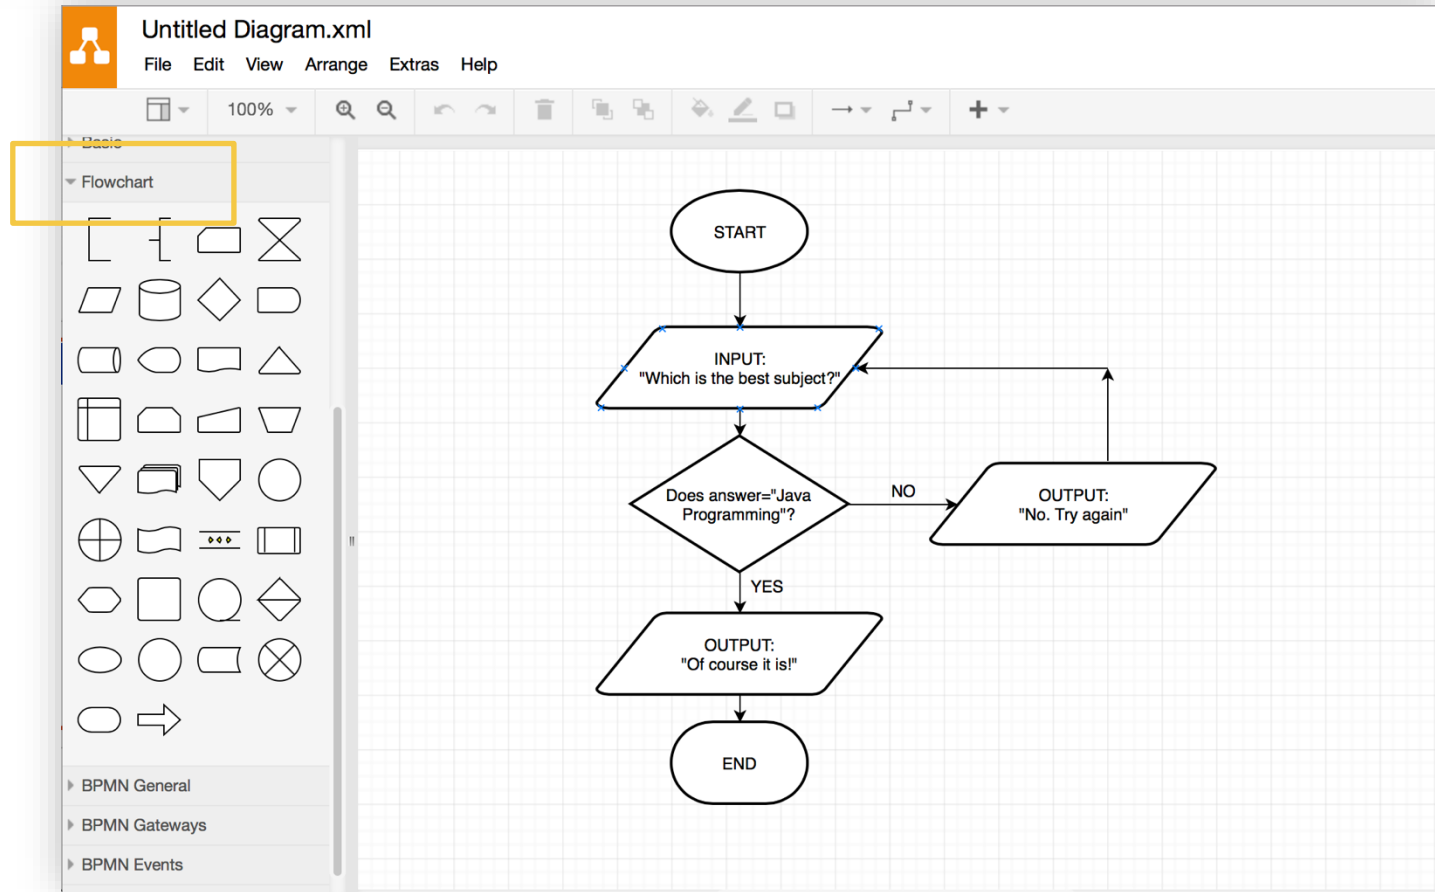 Untitled Diagram.xml
File Edit View Arrange Extras Help
100%
Basic
Flowchart
BPMN General
BPMN Gateways
BPMN Events
START
INPUT:
"Which is the best subject?"
Does answer="Java
Programming"?
NO
OUTPUT:
"No. Try again"
YES
OUTPUT:
"Of course it is!"
END